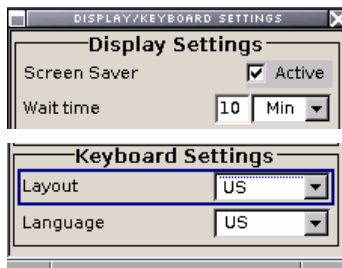 DISPLAY/KEYBOARD SETTINGS
Display Settings
Screen Saver Active
Wait time 10 Min
Keyboard Settings
Layout US
Language US